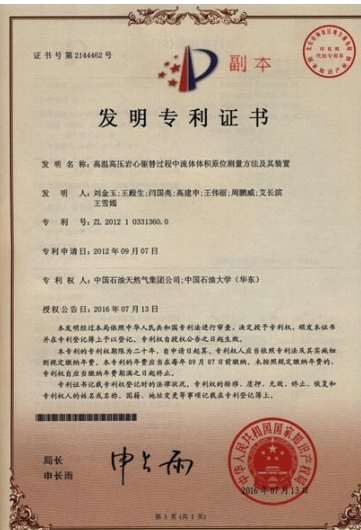 证书号第2144462号
副本
发明专利证书
发明名称：高温高压岩心驱替过程中流体体积原位测量方法及其装置
发明人：刘金玉;王殿生;闫国亮;高建申;王伟丽;周鹏威;艾长滨
王雪嫣
专利号：ZL 2012 1 0331360.0
专利申请日：2012年09月07日
专利权人：中国石油天然气集团公司;中国石油大学（华东）
授权公告日：2016年07月13日
本发明经过本局依照中华人民共和国专利法进行审查，决定授予专利权，颁发本证书
并在专利登记簿上予以登记。专利权自授权公告之日起生效。
本专利的专利权期限为二十年，自申请日起算。专利权人应当依照专利法及其实施细
则规定缴纳年费。本专利的年费应当在每年09月07日前缴纳。未按照规定缴纳年费的，
专利权自应当缴纳年费期满之日起终止。
专利证书记载专利权登记时的法律状况。专利权的转移、质押、无效、终止、恢复和
专利权人的姓名或名称、国籍、地址变更等事项记载在专利登记簿上。
局长
申长雨
申长雨
中华人民共和国国家知识产权局
2016年07月13日
第1页(共1页)